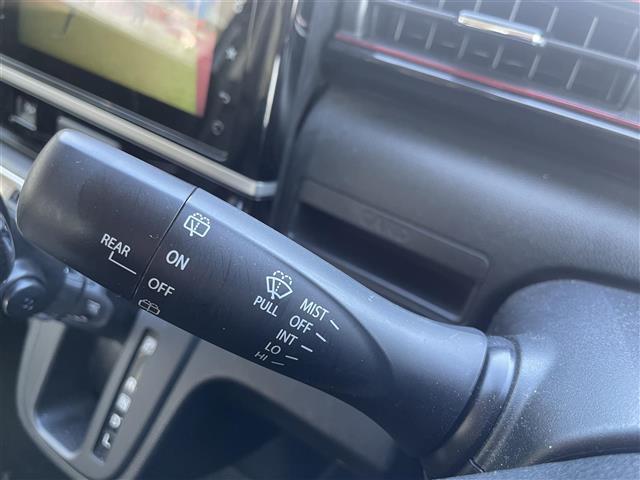 REAR
ON
OFF
PULL
MIST
OFF
INT
LO
HI